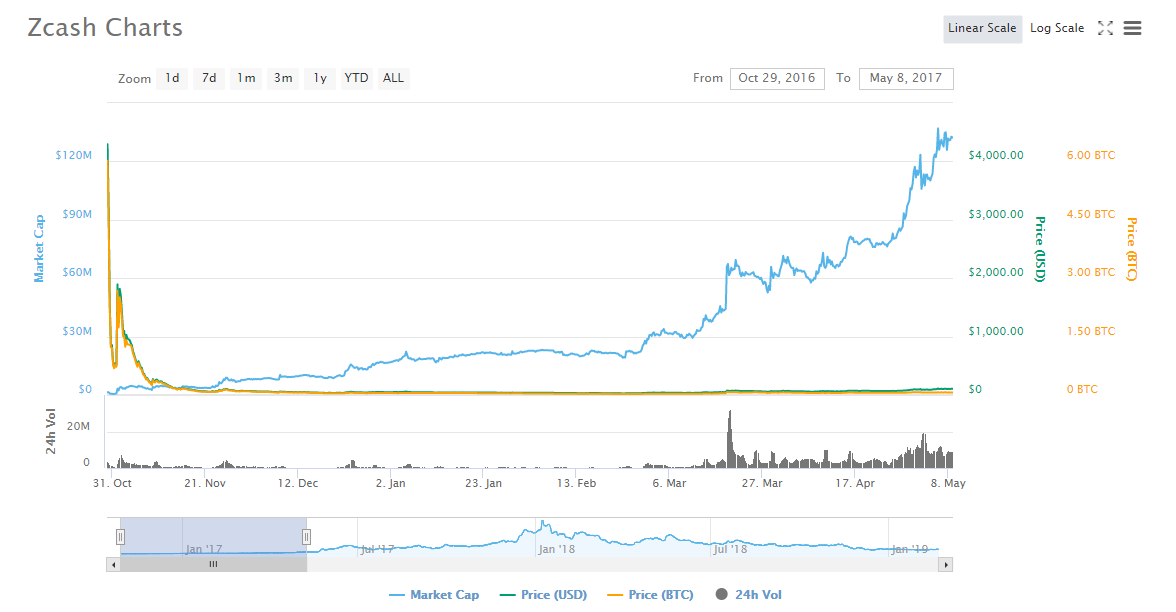 Zcash Charts
Linear Scale Log Scale
Zoom 1d 7d 1m 3m 1y YTD ALL From Oct 29, 2016 To May 8, 2017
$120M $4,000.00 6.00 BTC
$90M $3,000.00 4.50 BTC
Market Cap Price (USD) Price (BTC)
$60M $2,000.00 3.00 BTC
$30M $1,000.00 1.50 BTC
$0 $0 0 BTC
24h Vol
20M
0
31. Oct 21. Nov 12. Dec 2. Jan 23. Jan 13. Feb 6. Mar 27. Mar 17. Apr 8. May
Jan '17 Jul '17 Jan '18 Jul '18 Jan '19
Market Cap Price (USD) Price (BTC) 24h Vol